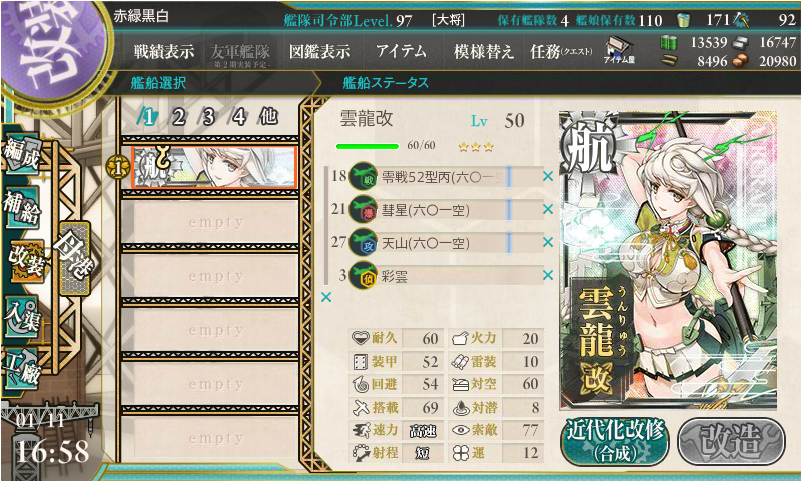 赤緑黒白
艦隊司令部Level. 97 [大将]
保有艦隊数 4 艦娘保有数 110 171 92
戦績表示 友軍艦隊 図鑑表示 アイテム 模様替え 任務(クエスト) アイテム屋
-第2期実装予定-
13539 16747
8496 20980
改装
艦船選択
艦船ステータス
1 2 3 4 他
1 航
empty
empty
empty
empty
empty
編成
補給
改装
入渠
工廠
母港
01/11
16:58
雲龍改 Lv 50
60/60
18 戦 零戦52型丙(六〇一
21 爆 彗星(六〇一空)
27 攻 天山(六〇一空)
3 偵 彩雲
耐久 60 火力 20
装甲 52 雷装 10
回避 54 対空 60
搭載 69 対潜 8
速力 高速 索敵 77
射程 短 運 12
航
雲龍改
うんりゅう
近代化改修
(合成)
改造